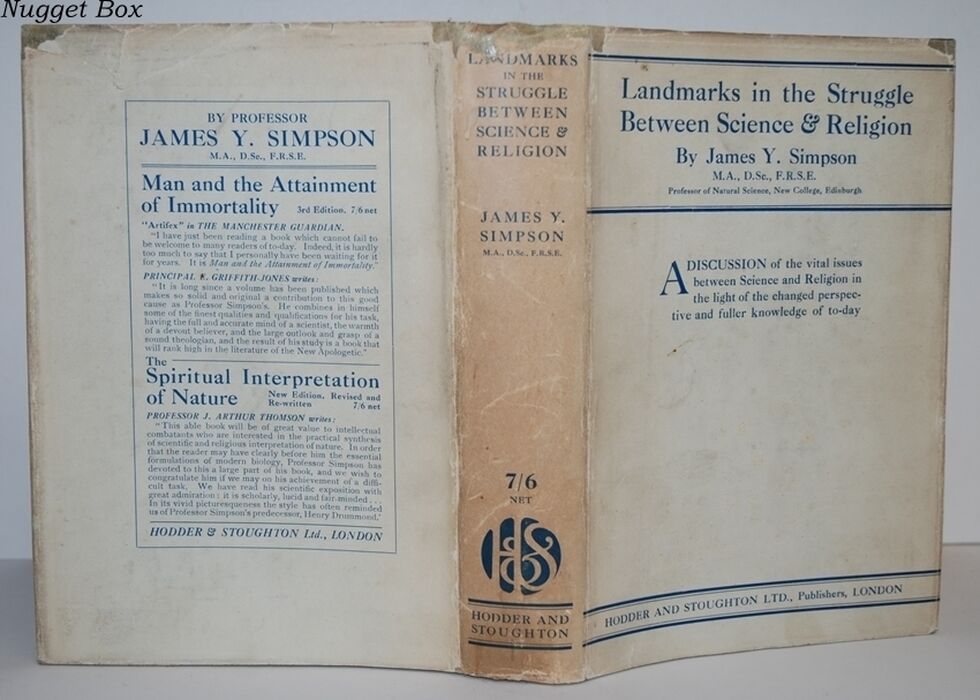 Nugget Box
BY PROFESSOR
JAMES Y. SIMPSON
M.A., D.Sc., F.R.S.E.
Man and the Attainment
of Immortality 3rd Edition. 7/6 net
"Artifex" in THE MANCHESTER GUARDIAN.
"I have just been reading a book which cannot fail to
be welcome to many readers of to-day. Indeed, it is hardly
too much to say that I personally have been waiting for it
for years. It is Man and the Attainment of Immortality."
PRINCIPAL E. GRIFFITH-JONES writes:
"It is long since a volume has been published which
makes so solid and original a contribution to this good
cause as Professor Simpson's. He combines in himself
some of the finest qualities and qualifications for his task,
having the full and accurate mind of a scientist, the warmth
of a devout believer, and the large outlook and grasp of a
sound theologian, and the result of his study is a book that
will rank high in the literature of the New Apologetic."
The
Spiritual Interpretation
of Nature New Edition. Revised and
Re-written 7/6 net
PROFESSOR J. ARTHUR THOMSON writes:
"This able book will be of great value to intellectual
combatants who are interested in the practical synthesis
of scientific and religious interpretation of nature. In order
that the reader may have clearly before him the essential
formulations of modern biology, Professor Simpson has
devoted to this a large part of his book, and we wish to
congratulate him if we may on his achievement of a diffi-
cult task. We have read his scientific exposition with
great admiration: it is scholarly, lucid and fair-minded...
In its vivid picturesqueness the style has often reminded
us of Professor Simpson's predecessor, Henry Drummond."
HODDER & STOUGHTON Ltd., LONDON
LANDMARKS
IN THE
STRUGGLE
BETWEEN
SCIENCE &
RELIGION
JAMES Y.
SIMPSON
M.A., D.Sc., F.R.S.E.
7/6
NET
H&S
HODDER AND
STOUGHTON
Landmarks in the Struggle
Between Science & Religion
By James Y. Simpson
M.A., D.Sc., F.R.S.E.
Professor of Natural Science, New College, Edinburgh
A DISCUSSION of the vital issues
between Science and Religion in
the light of the changed perspec-
tive and fuller knowledge of to-day
HODDER AND STOUGHTON LTD., Publishers, LONDON